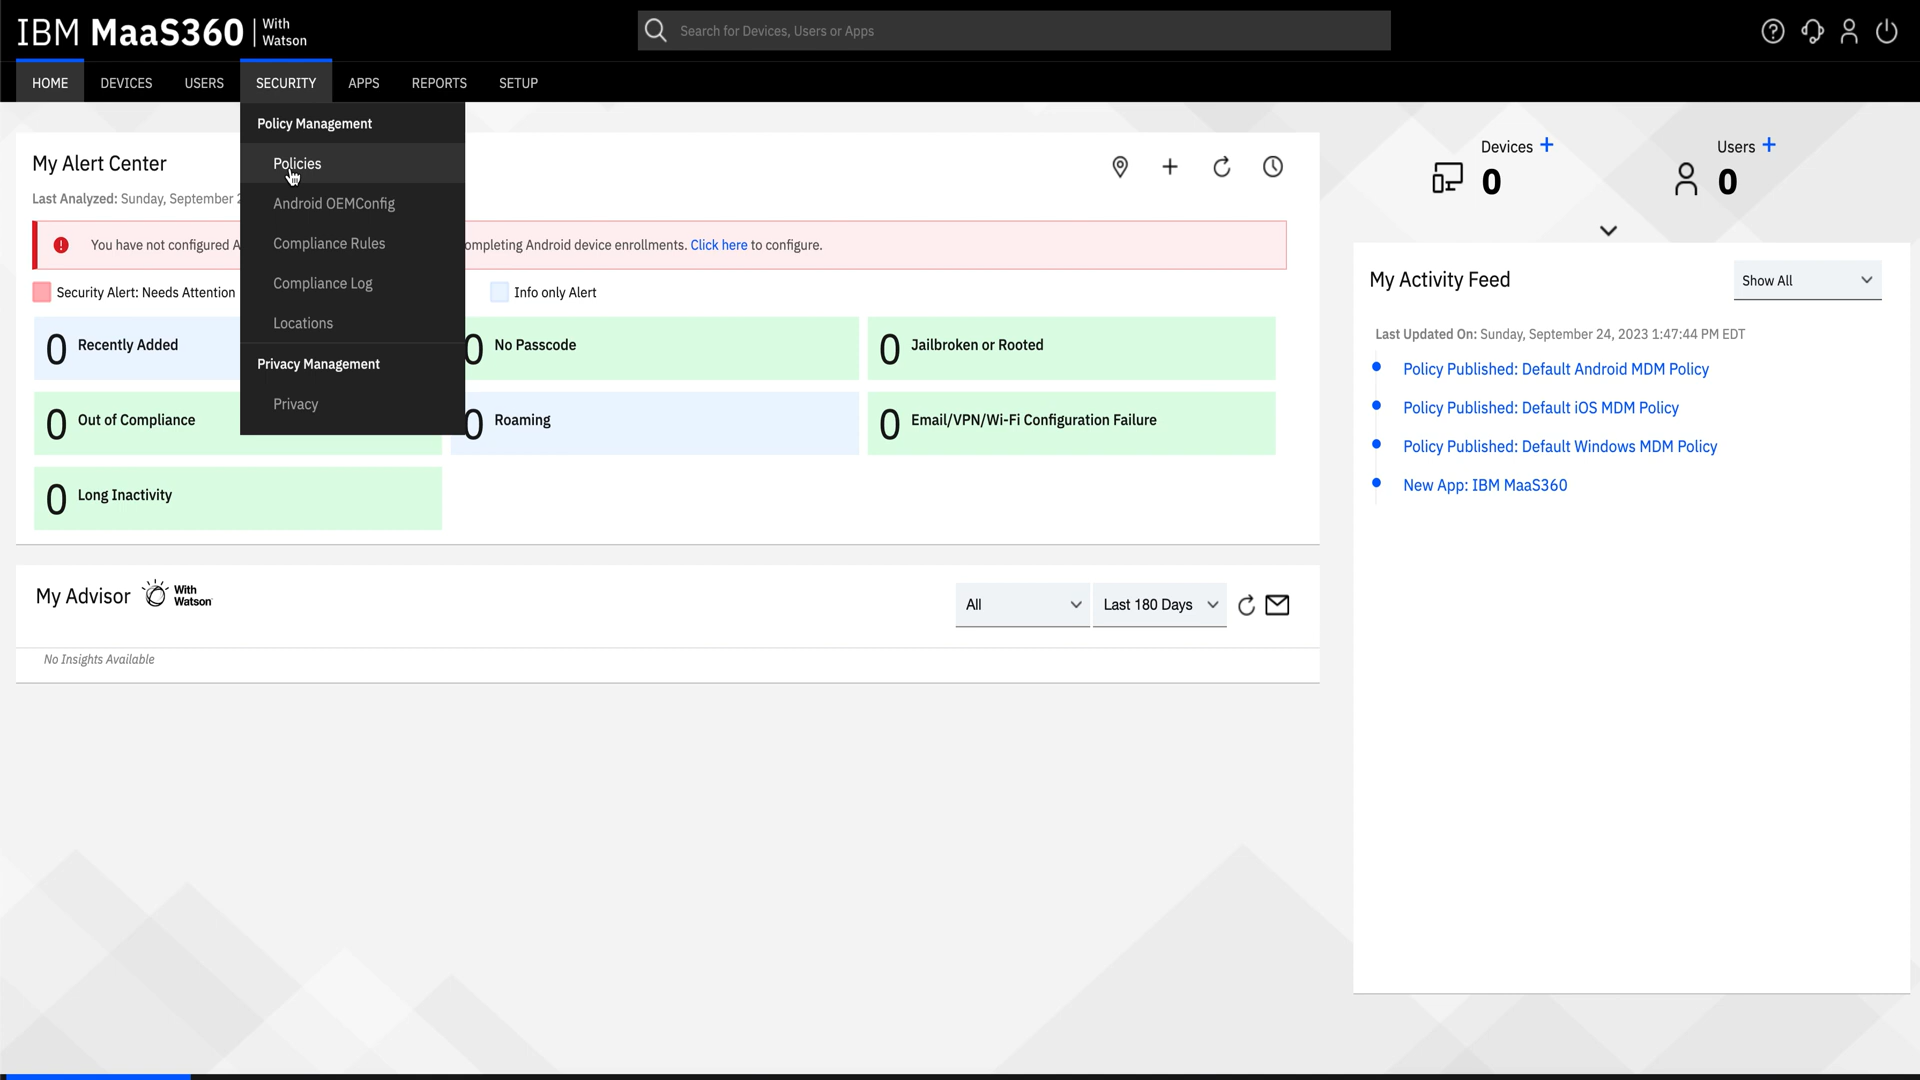 IBM MaaS360 | With Watson
Search for Devices, Users or Apps
HOME DEVICES USERS SECURITY APPS REPORTS SETUP
Policy Management
Policies
Android OEMConfig
Compliance Rules
Compliance Log
Locations
Privacy Management
Privacy
My Alert Center
Last Analyzed: Sunday, September
You have not configured
ompleting Android device enrollments. Click here to configure.
Security Alert: Needs Attention
Info only Alert
0 Recently Added
0 No Passcode
0 Jailbroken or Rooted
0 Out of Compliance
0 Roaming
0 Email/VPN/Wi-Fi Configuration Failure
0 Long Inactivity
My Advisor With Watson
All
Last 180 Days
No Insights Available
Devices +
0
Users +
0
My Activity Feed
Show All
Last Updated On: Sunday, September 24, 2023 1:47:44 PM EDT
Policy Published: Default Android MDM Policy
Policy Published: Default iOS MDM Policy
Policy Published: Default Windows MDM Policy
New App: IBM MaaS360